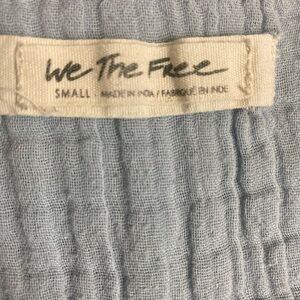 We The Free
SMALL - MADE IN INDIA / FABRIQUÉ EN INDE